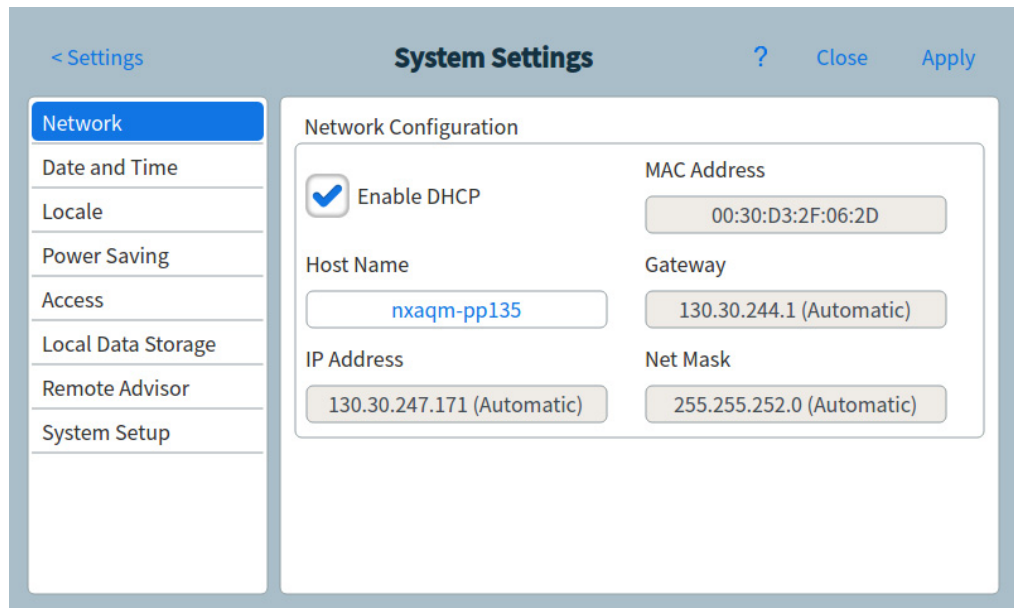 < Settings System Settings ? Close Apply
Network
Date and Time
Locale
Power Saving
Access
Local Data Storage
Remote Advisor
System Setup
Network Configuration
Enable DHCP
MAC Address
00:30:D3:2F:06:2D
Host Name
nxaqm-pp135
Gateway
130.30.244.1 (Automatic)
IP Address
130.30.247.171 (Automatic)
Net Mask
255.255.252.0 (Automatic)